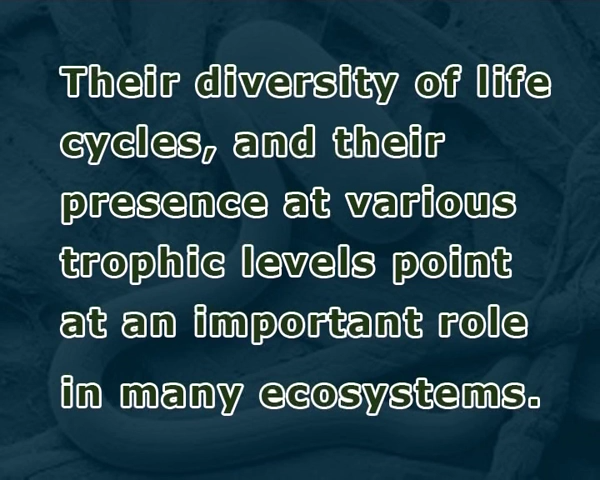 Their diversity of life
cycles, and their
presence at various
trophic levels point
at an important role
in many ecosystems.